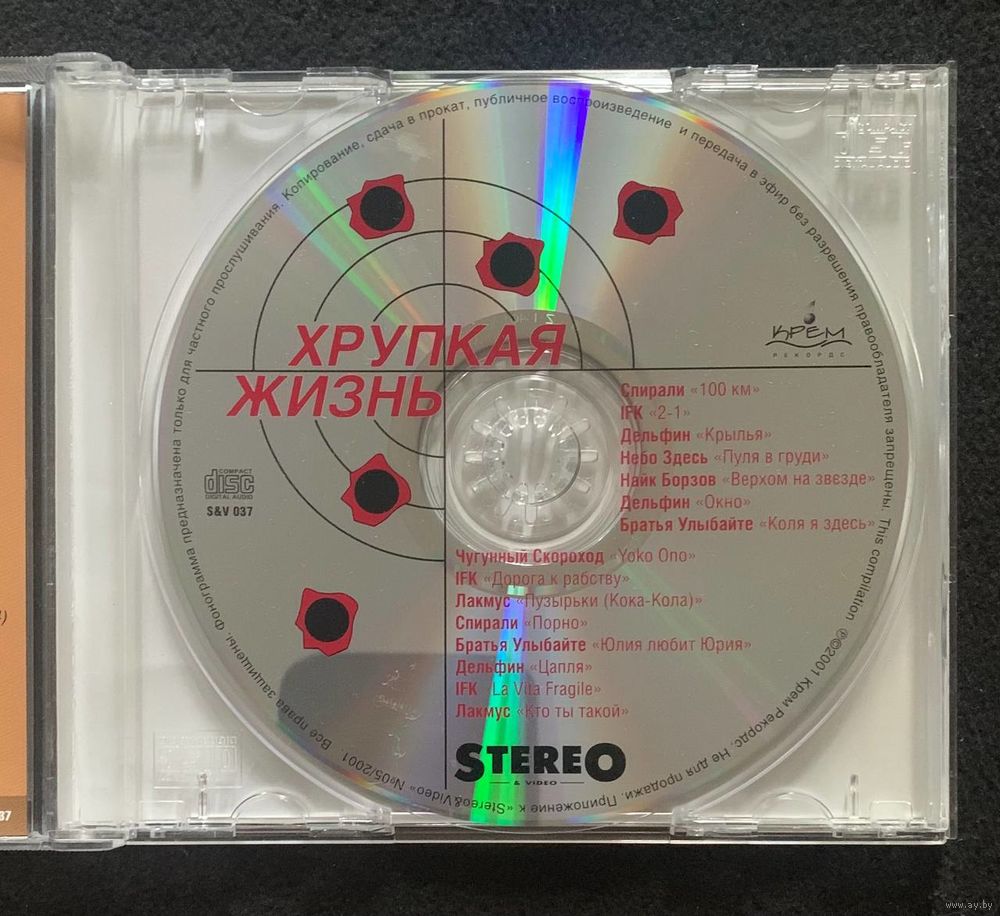 Все права защищены. Фонограмма предназначена только для частного прослушивания. Копирование, сдача в прокат, публичное воспроизведение и передача в эфир без разрешения правообладателя запрещены. This compilation ℗©2001 Крем Рекордс. Не для продажи. Приложение к «Stereo&Video» №05/2001.
ХРУПКАЯ
ЖИЗНЬ
КРЕМ
РЕКОРДС
Спирали «100 км»
IFK «2-1»
Дельфин «Крылья»
Небо Здесь «Пуля в груди»
Найк Борзов «Верхом на звезде»
Дельфин «Окно»
Братья Улыбайте «Коля я здесь»
COMPACT
disc
DIGITAL AUDIO
S&V 037
Чугунный Скороход «Yoko Ono»
IFK «Дорога к рабству»
Лакмус «Пузырьки (Кока-Кола)»
Спирали «Порно»
Братья Улыбайте «Юлия любит Юрия»
Дельфин «Цапля»
IFK «La Vita Fragile»
Лакмус «Кто ты такой»
STEREO
& VIDEO
37
www.ay.by